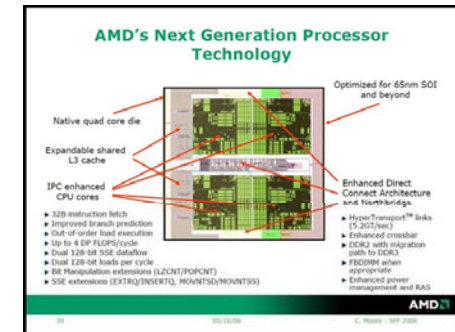 AMD's Next Generation Processor
Technology
Native quad core die
Expandable shared
L3 cache
IPC enhanced
CPU cores
▶ 32B instruction fetch
▶ Improved branch prediction
▶ Out-of-order load execution
▶ Up to 4 DP FLOPS/cycle
▶ Dual 128-bit SSE dataflow
▶ Dual 128-bit loads per cycle
▶ Bit Manipulation extensions (LZCNT/POPCNT)
▶ SSE extensions (EXTRQ/INSERTQ, MOVNTSD/MOVNTSS)
Optimized for 65nm SOI
and beyond
Enhanced Direct
Connect Architecture
and Northbridge
▶ HyperTransport™ links
(5.2GT/sec)
▶ Enhanced crossbar
▶ DDR2 with migration
path to DDR3
▶ FBDIMM when
appropriate
▶ Enhanced power
management and RAS
AMD
C. Moore - SPF 2006